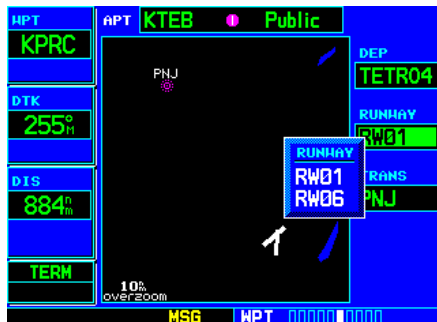 WPT
KPRC
DTK
255°M
DIS
884nm
TERM
APT KTEB Public
PNJ
10nm
overzoom
DEP
TETRO4
RUNWAY
RW01
TRANS
PNJ
RUNWAY
RW01
RW06
MSG WPT